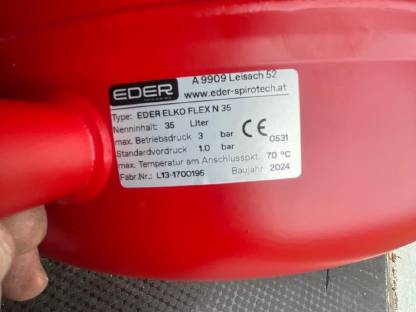 EDER
A 9909 Leisach 52
www.eder-spirotech.at
Type: EDER ELKO FLEX N 35
Nenninhalt: 35 Liter
max. Betriebsdruck 3 bar
Standardvordruck 1.0 bar
CE 0531
max. Temperatur am Anschlusspkt. 70 °C
Fabr.Nr.: L13-1700196 Baujahr 2024